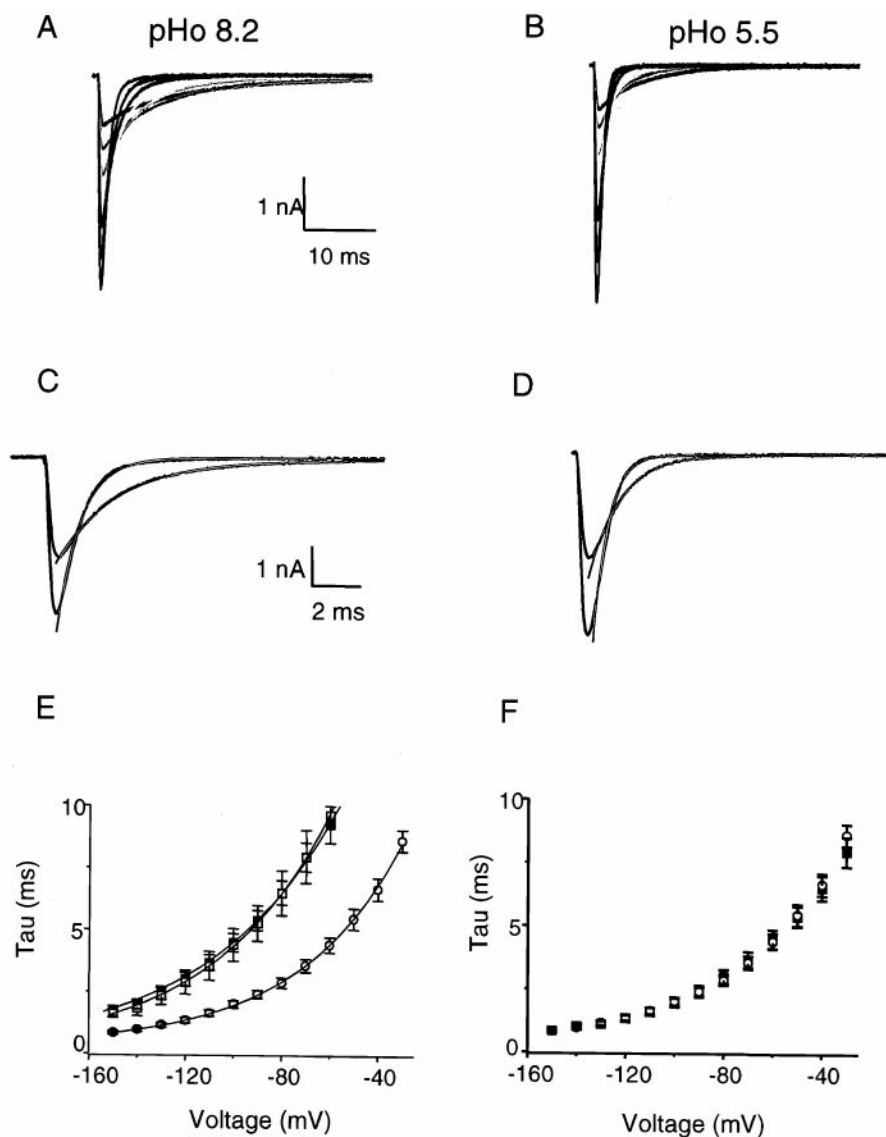 A
pHo 8.2
B
pHo 5.5
1 nA
10 ms
C
D
1 nA
2 ms
E
F
10
5
0
Tau (ms)
-160
-120
-80
-40
Voltage (mV)
10
5
0
Tau (ms)
-160
-120
-80
-40
Voltage (mV)